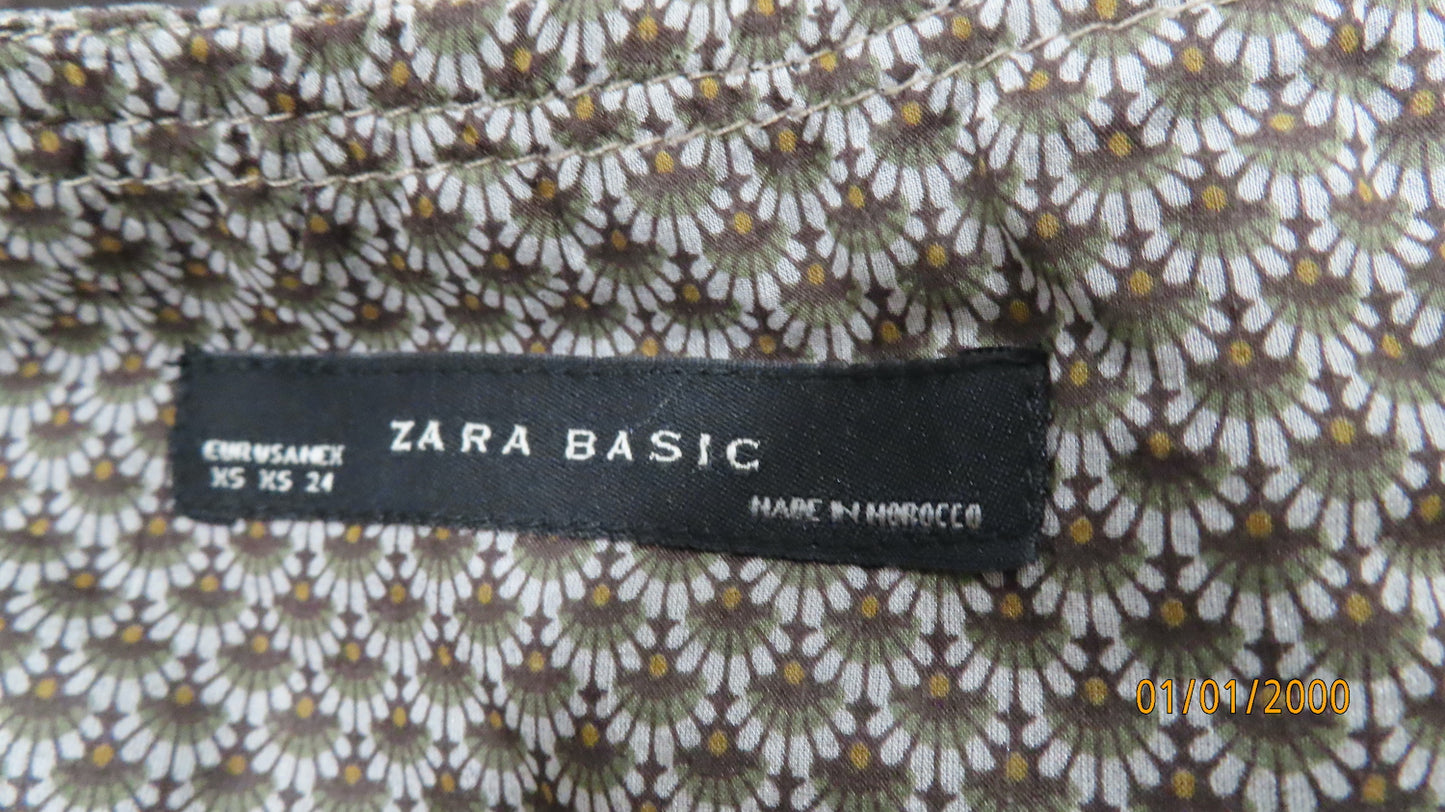 ZARA BASIC
EUR USA MEX
XS XS 24
MADE IN MOROCCO
01/01/2000